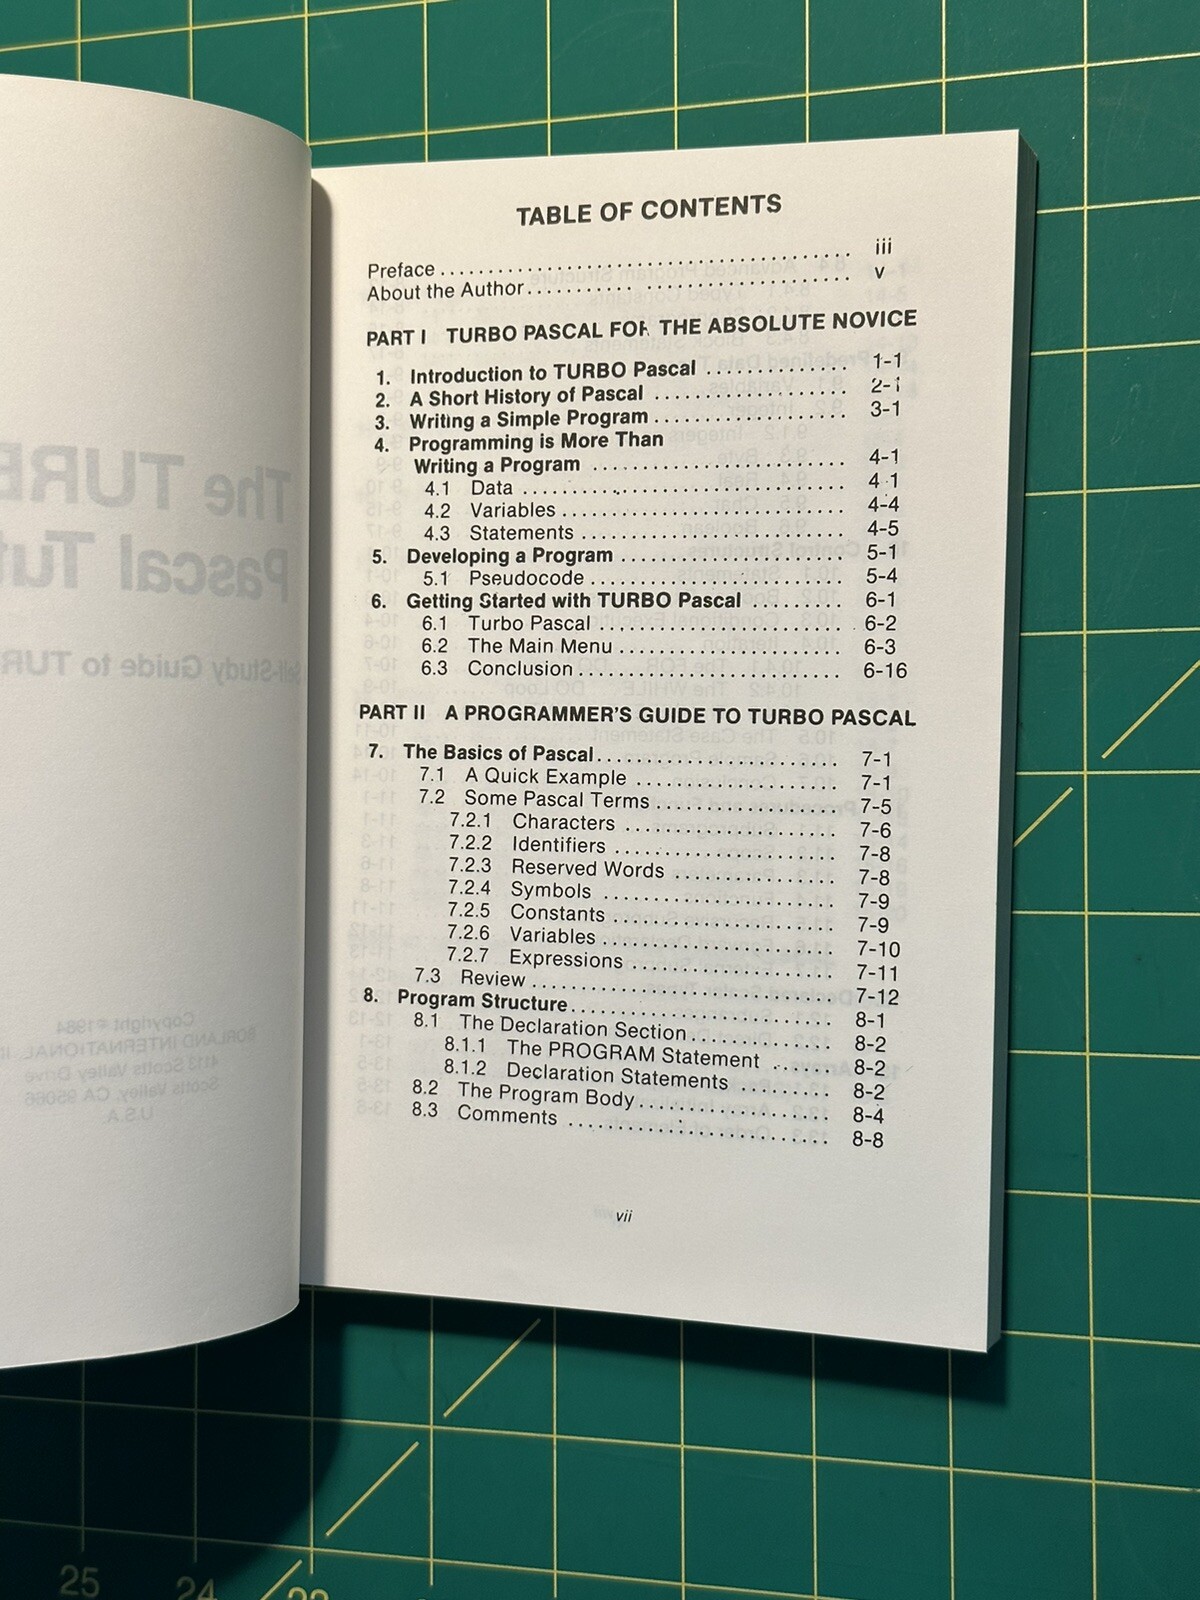 TABLE OF CONTENTS
Preface ........................................ iii
About the Author ........................................ v
PART I TURBO PASCAL FOR THE ABSOLUTE NOVICE
1. Introduction to TURBO Pascal .............. 1-1
2. A Short History of Pascal .............. 2-1
3. Writing a Simple Program .............. 3-1
4. Programming is More Than
Writing a Program .............. 4-1
4.1 Data .............. 4 1
4.2 Variables .............. 4-4
4.3 Statements .............. 4-5
5. Developing a Program .............. 5-1
5.1 Pseudocode .............. 5-4
6. Getting Started with TURBO Pascal ......... 6-1
6.1 Turbo Pascal .............. 6-2
6.2 The Main Menu .............. 6-3
6.3 Conclusion .............. 6-16
PART II A PROGRAMMER'S GUIDE TO TURBO PASCAL
7. The Basics of Pascal .............. 7-1
7.1 A Quick Example .............. 7-1
7.2 Some Pascal Terms .............. 7-5
7.2.1 Characters .............. 7-6
7.2.2 Identifiers .............. 7-8
7.2.3 Reserved Words .............. 7-8
7.2.4 Symbols .............. 7-9
7.2.5 Constants .............. 7-9
7.2.6 Variables .............. 7-10
7.2.7 Expressions .............. 7-11
7.3 Review .............. 7-12
8. Program Structure .............. 8-1
8.1 The Declaration Section .............. 8-2
8.1.1 The PROGRAM Statement ...... 8-2
8.1.2 Declaration Statements ......... 8-2
8.2 The Program Body .............. 8-4
8.3 Comments .............. 8-8
vii
25 24